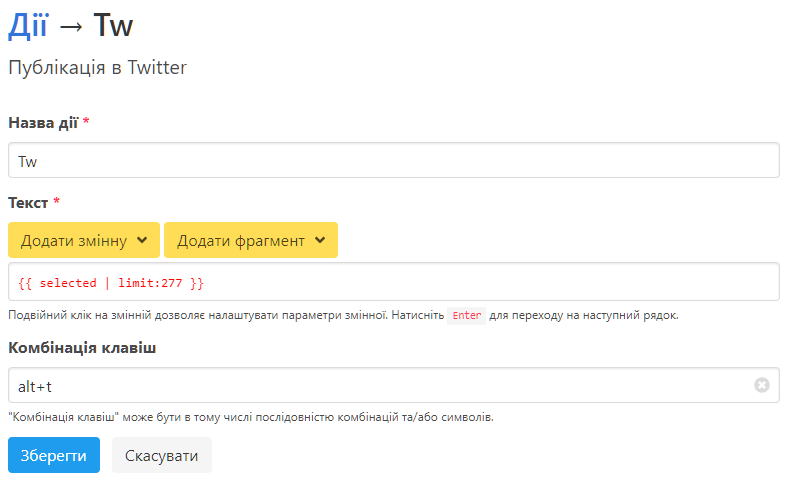 Дії → Tw
Публікація в Twitter
Назва дії *
Tw
Текст *
Додати змінну Додати фрагмент
{{ selected | limit:277 }}
Подвійний клік на змінній дозволяє налаштувати параметри змінної. Натисніть Enter для переходу на наступний рядок.
Комбінація клавіш
alt+t
"Комбінація клавіш" може бути в тому числі послідовністю комбінацій та/або символів.
Зберегти Скасувати